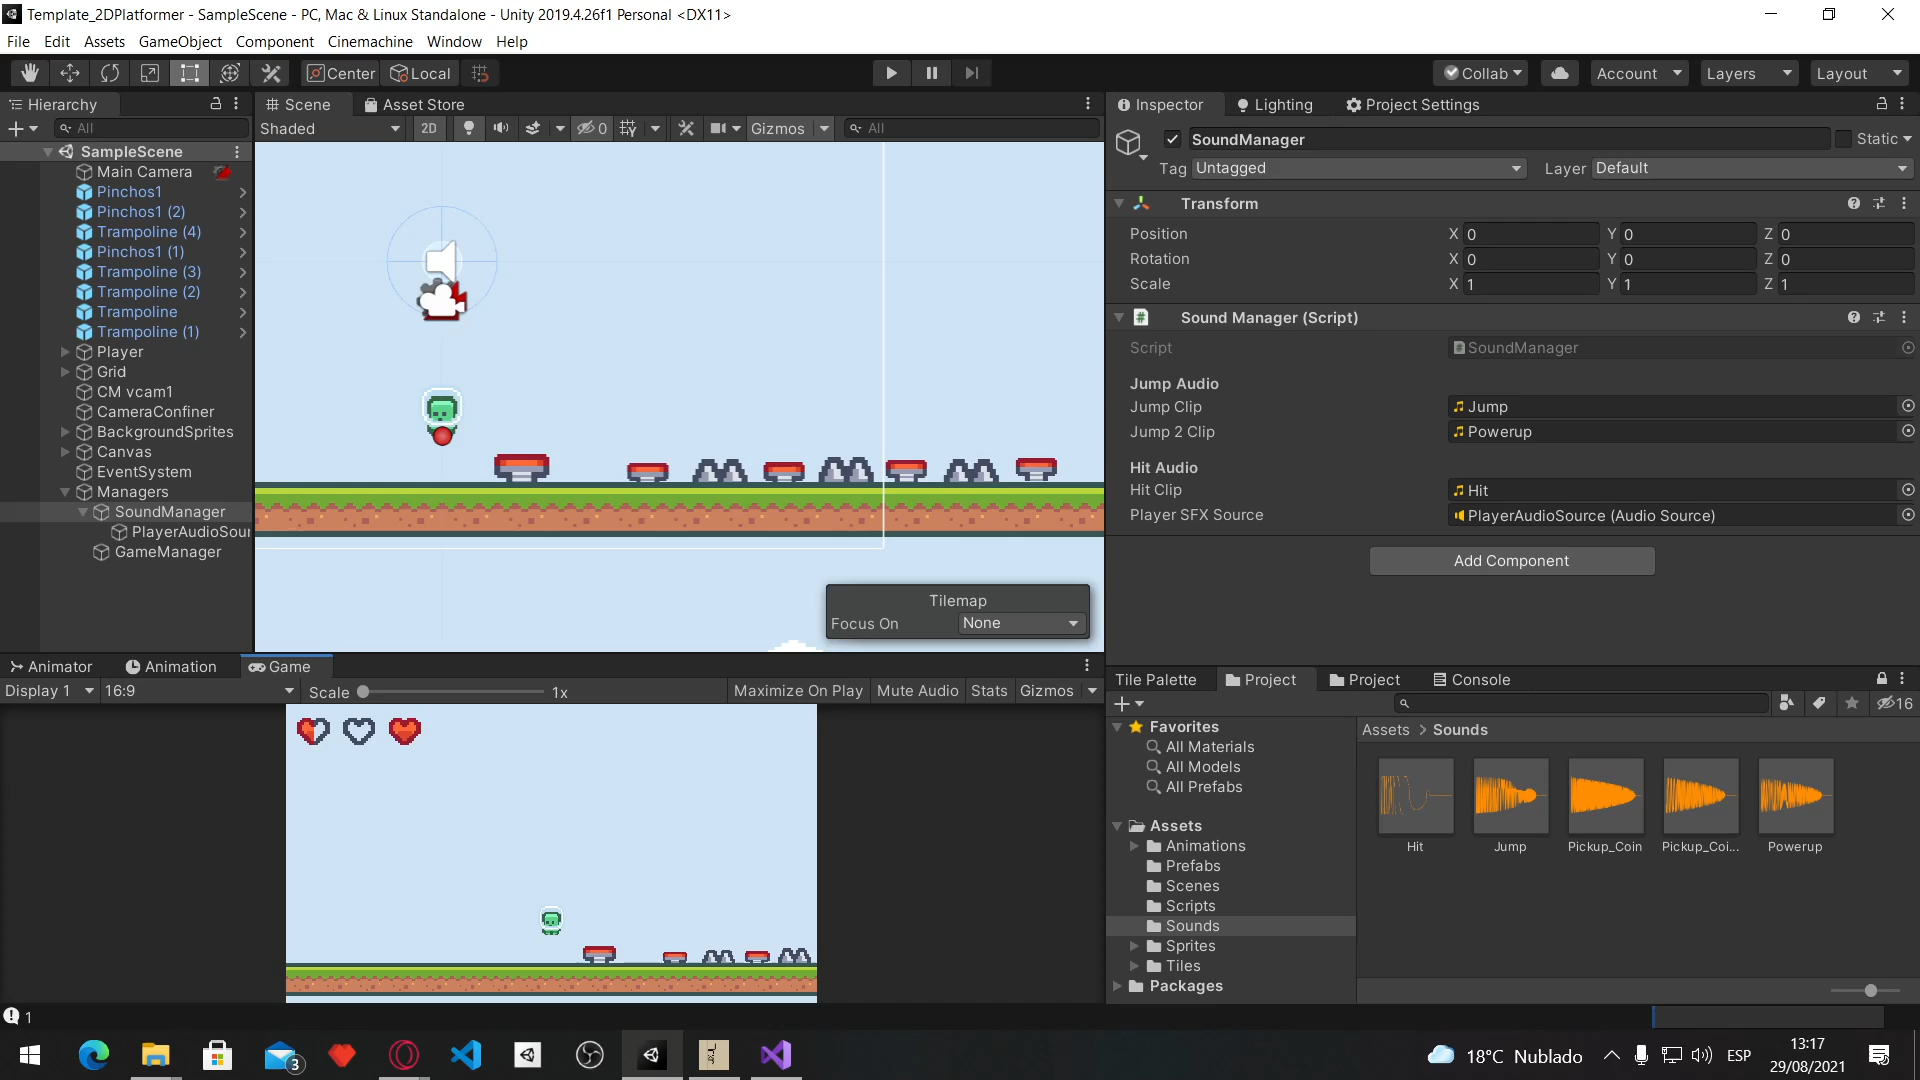 Template_2DPlatformer - SampleScene - PC, Mac & Linux Standalone - Unity 2019.4.26f1 Personal <DX11>
File Edit Assets GameObject Component Cinemachine Window Help
Center Local Collab Account Layers Layout
Hierarchy
All
SampleScene
Main Camera
Pinchos1
Pinchos1 (2)
Trampoline (4)
Pinchos1 (1)
Trampoline (3)
Trampoline (2)
Trampoline
Trampoline (1)
Player
Grid
CM vcam1
CameraConfiner
BackgroundSprites
Canvas
EventSystem
Managers
SoundManager
PlayerAudioSour
GameManager
Scene Asset Store
Shaded 2D 0 Gizmos All
Tilemap
Focus On None
Inspector Lighting Project Settings
SoundManager Static
Tag Untagged Layer Default
Transform
Position X 0 Y 0 Z 0
Rotation X 0 Y 0 Z 0
Scale X 1 Y 1 Z 1
Sound Manager (Script)
Script SoundManager
Jump Audio
Jump Clip Jump
Jump 2 Clip Powerup
Hit Audio
Hit Clip Hit
Player SFX Source PlayerAudioSource (Audio Source)
Add Component
Animator Animation Game
Display 1 16:9 Scale 1x Maximize On Play Mute Audio Stats Gizmos
Tile Palette Project Project Console
16
Favorites
All Materials
All Models
All Prefabs
Assets
Animations
Prefabs
Scenes
Scripts
Sounds
Sprites
Tiles
Packages
Assets > Sounds
Hit Jump Pickup_Coin Pickup_Coi... Powerup
1
3
18°C Nublado ESP
13:17
29/08/2021